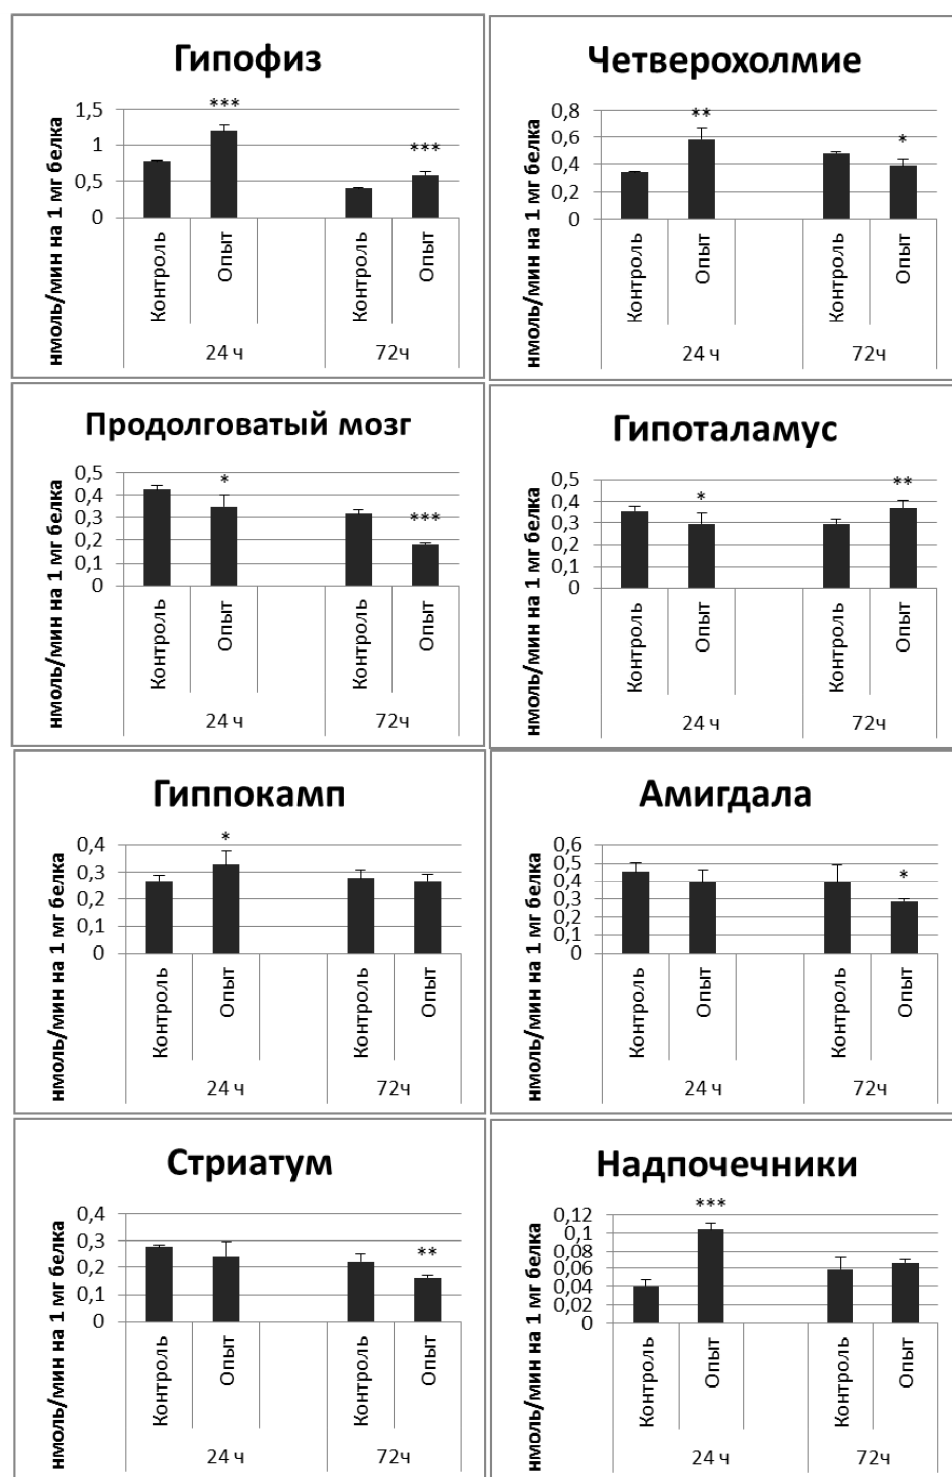 Гипофиз
нмоль/мин на 1 мг белка
1,5
1
0,5
0
***
***
Контроль
Опыт
Контроль
Опыт
24 ч
72ч
Четверохолмие
нмоль/мин на 1 мг белка
0,8
0,6
0,4
0,2
0
**
*
Контроль
Опыт
Контроль
Опыт
24 ч
72ч
Продолговатый мозг
нмоль/мин на 1 мг белка
0,5
0,4
0,3
0,2
0,1
0
*
***
Контроль
Опыт
Контроль
Опыт
24 ч
72ч
Гипоталамус
нмоль/мин на 1 мг белка
0,5
0,4
0,3
0,2
0,1
0
*
**
Контроль
Опыт
Контроль
Опыт
24 ч
72ч
Гиппокамп
нмоль/мин на 1 мг белка
0,4
0,3
0,2
0,1
0
*
Контроль
Опыт
Контроль
Опыт
24 ч
72ч
Амигдала
нмоль/мин на 1 мг белка
0,6
0,5
0,4
0,3
0,2
0,1
0
*
Контроль
Опыт
Контроль
Опыт
24 ч
72ч
Стриатум
нмоль/мин на 1 мг белка
0,4
0,3
0,2
0,1
0
**
Контроль
Опыт
Контроль
Опыт
24 ч
72ч
Надпочечники
нмоль/мин на 1 мг белка
0,12
0,1
0,08
0,06
0,04
0,02
0
***
Контроль
Опыт
Контроль
Опыт
24 ч
72ч